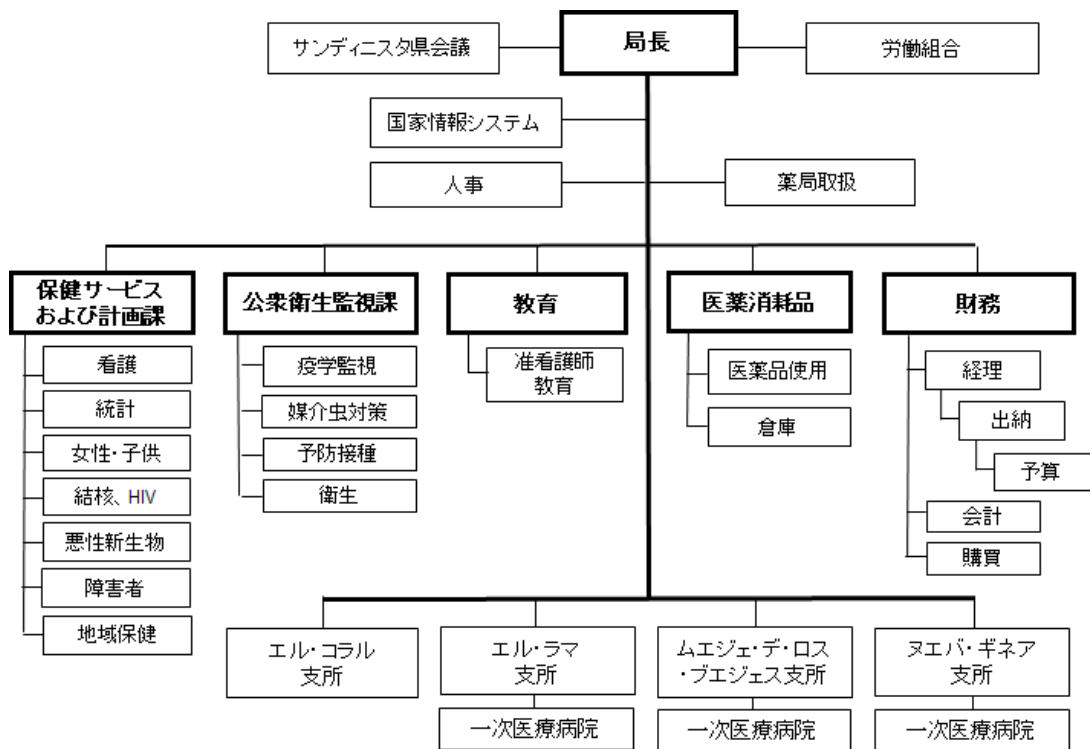 サンディニスタ県会議
局長
労働組合
国家情報システム
人事
薬局取扱
保健サービス
および計画課
看護
統計
女性・子供
結核、HIV
悪性新生物
障害者
地域保健
公衆衛生監視課
疫学監視
媒介虫対策
予防接種
衛生
教育
准看護師
教育
医薬消耗品
医薬品使用
倉庫
財務
経理
出納
予算
会計
購買
エル・コラル
支所
エル・ラマ
支所
一次医療病院
ムエジェ・デ・ロス
・ブエジェス支所
一次医療病院
ヌエバ・ギネア
支所
一次医療病院